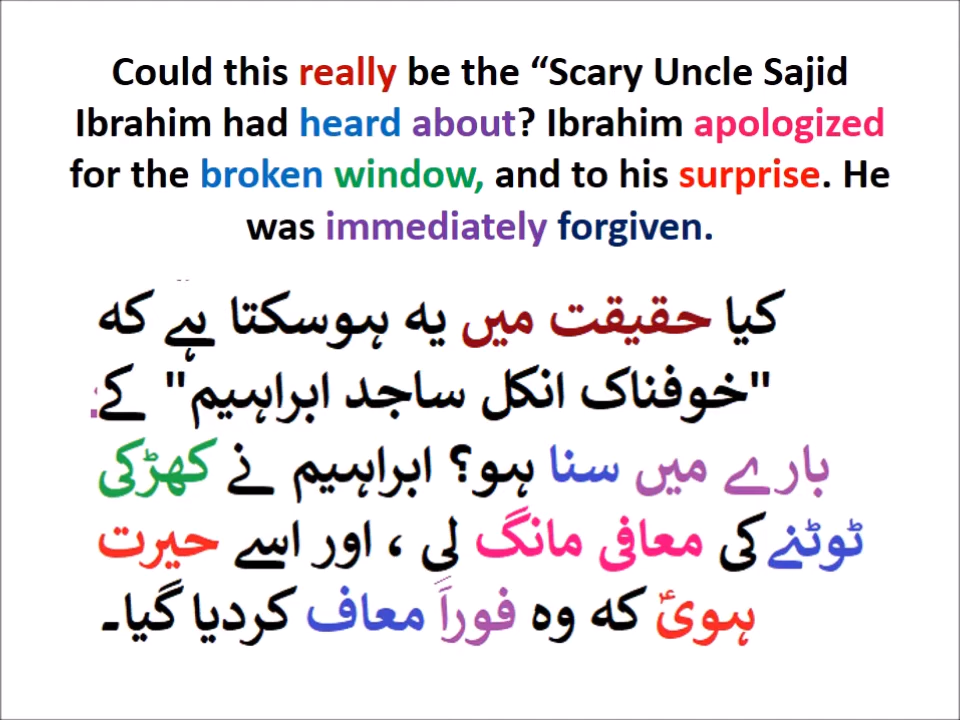 Could this really be the “Scary Uncle Sajid
Ibrahim had heard about? Ibrahim apologized
for the broken window, and to his surprise. He
was immediately forgiven.
کیا حقیقت میں یہ ہوسکتا ہے کہ
"خوفناک انکل ساجد ابراہیم" کے
بارے میں سنا ہو؟ ابراہیم نے کھڑکی
ٹوٹنے کی معافی مانگ لی ، اور اسے حیرت
ہویٔ که وه فوراََ معاف کردیا گیا۔